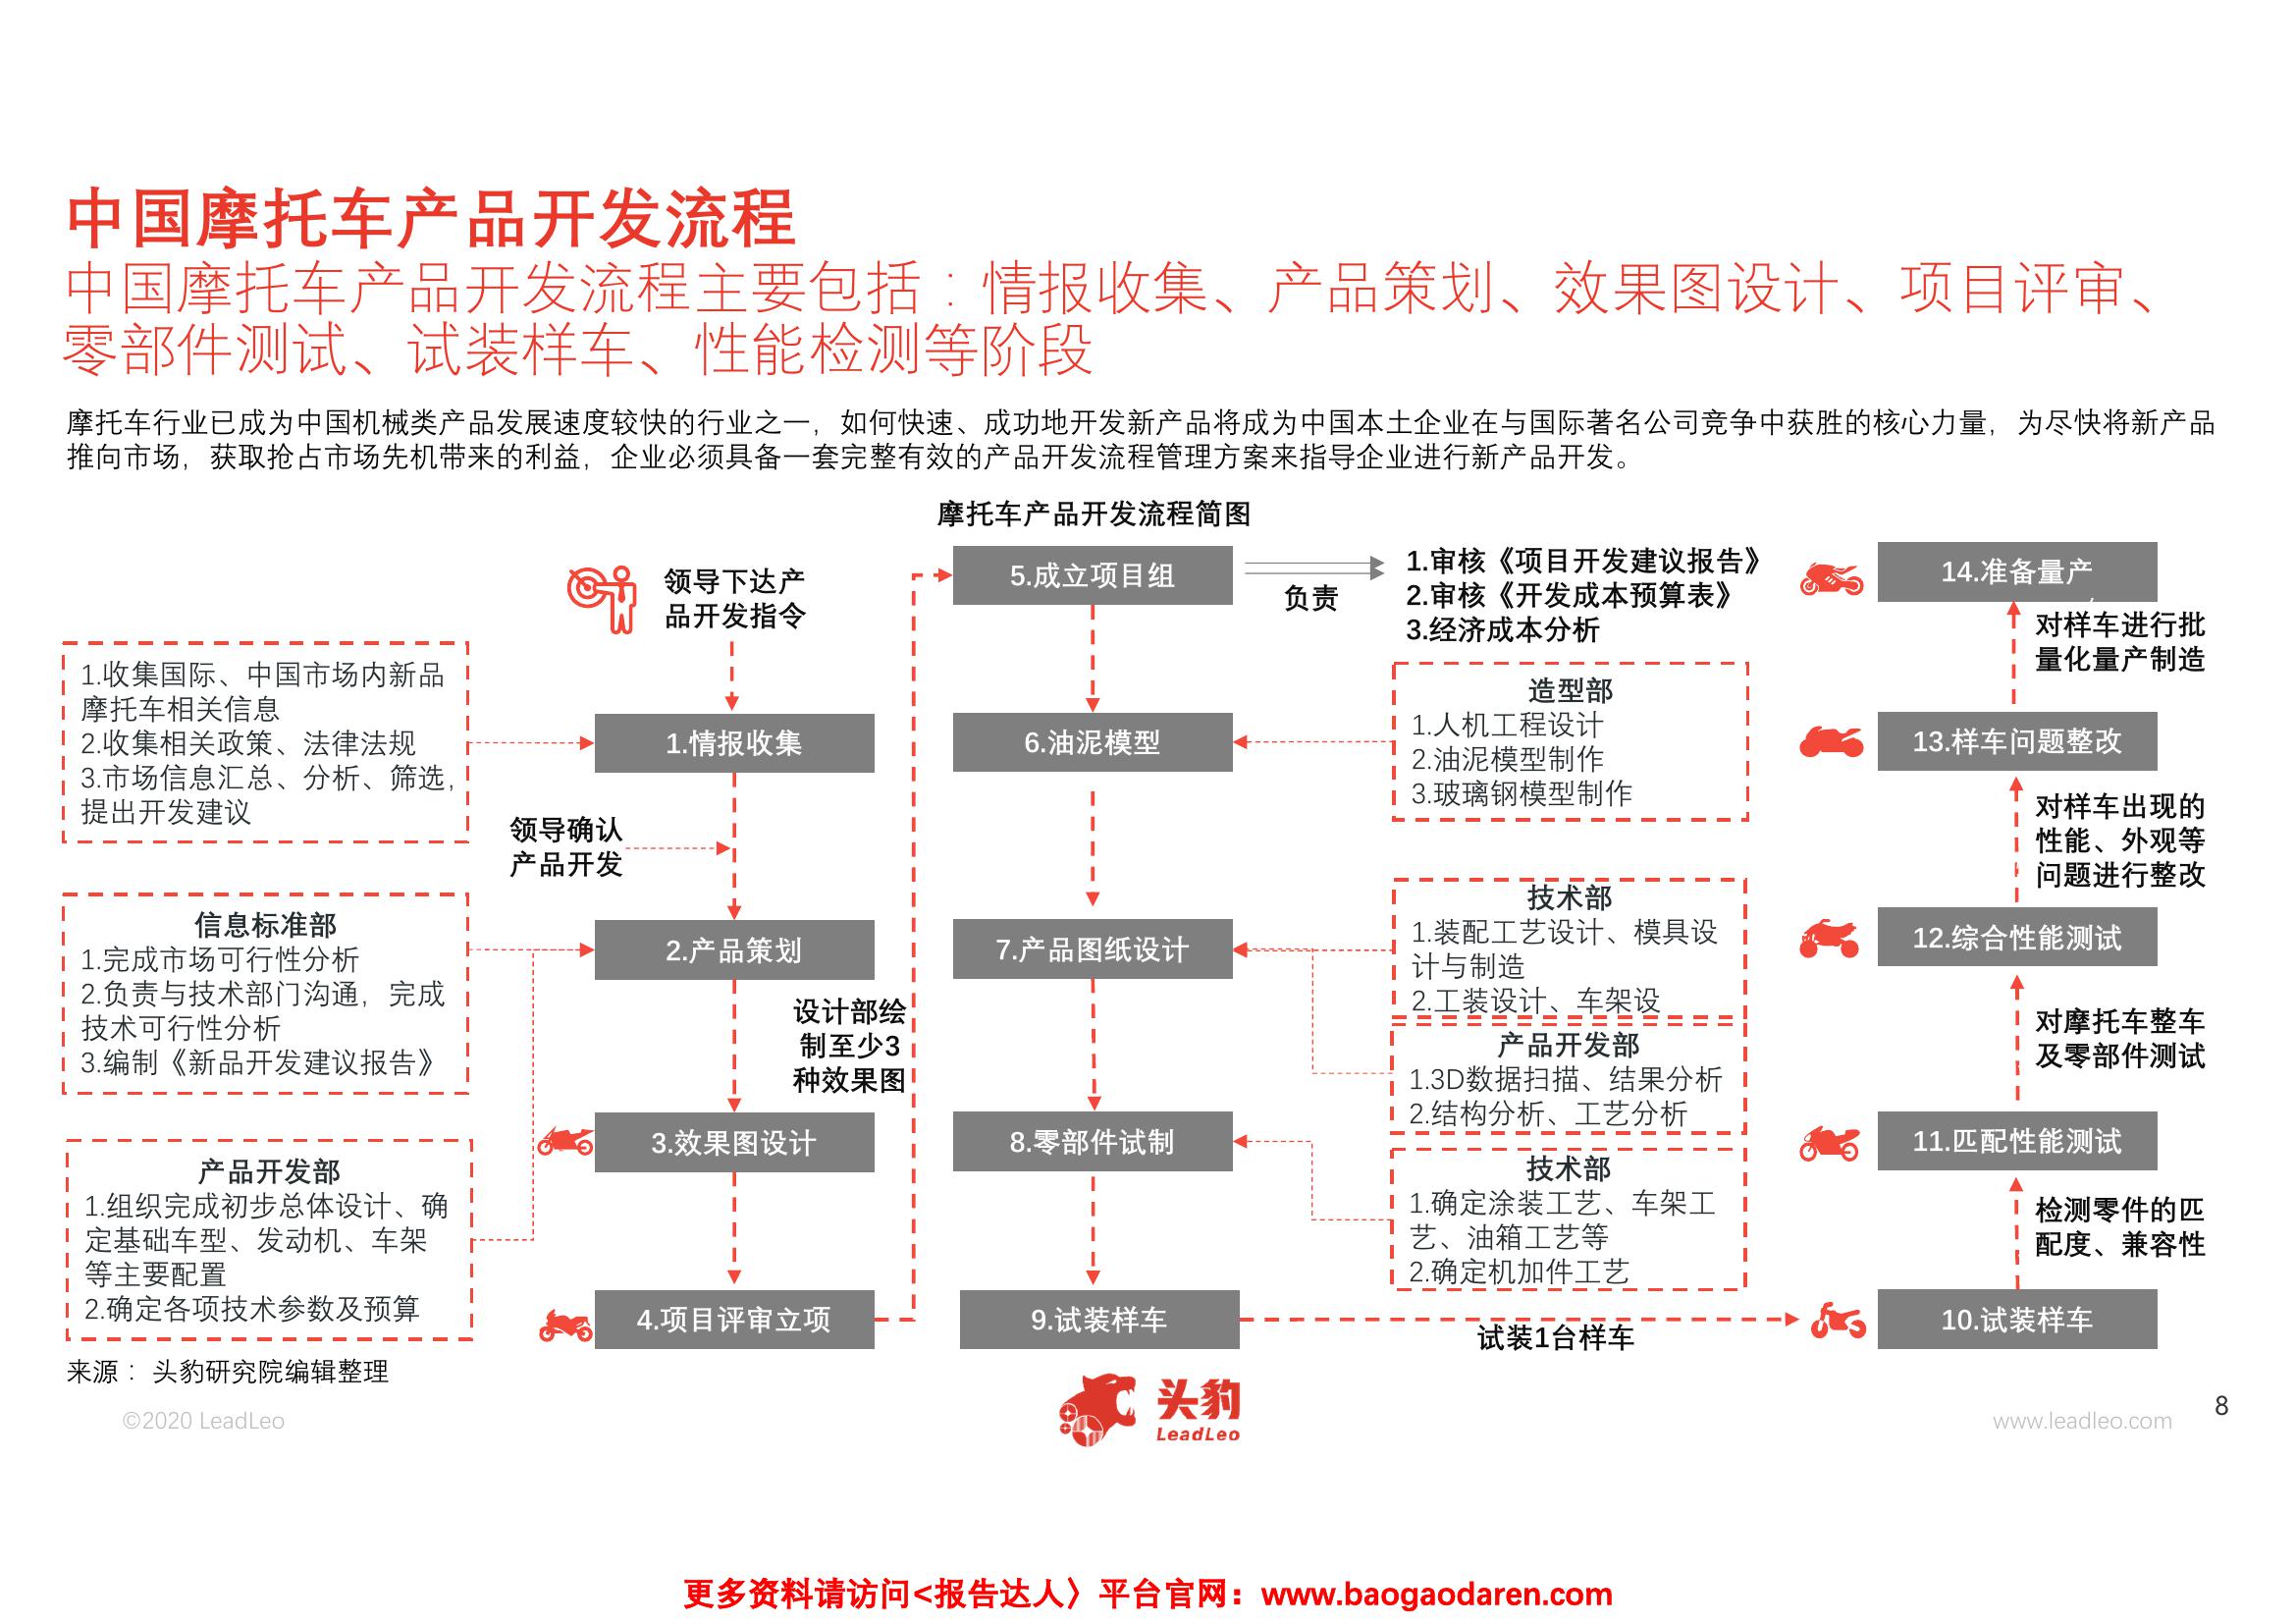 中国摩托车产品开发流程
中国摩托车产品开发流程主要包括：情报收集、产品策划、效果图设计、项目评审、
零部件测试、试装样车、性能检测等阶段
摩托车行业已成为中国机械类产品发展速度较快的行业之一，如何快速、成功地开发新产品将成为中国本土企业在与国际著名公司竞争中获胜的核心力量，为尽快将新产品
推向市场，获取抢占市场先机带来的利益，企业必须具备一套完整有效的产品开发流程管理方案来指导企业进行新产品开发。
摩托车产品开发流程简图
领导下达产
品开发指令
1.收集国际、中国市场内新品
摩托车相关信息
2.收集相关政策、法律法规
3.市场信息汇总、分析、筛选，
提出开发建议
1.情报收集
领导确认
产品开发
信息标准部
1.完成市场可行性分析
2.负责与技术部门沟通，完成
技术可行性分析
3.编制《新品开发建议报告》
2.产品策划
设计部绘
制至少3
种效果图
产品开发部
1.组织完成初步总体设计、确
定基础车型、发动机、车架
等主要配置
2.确定各项技术参数及预算
3.效果图设计
4.项目评审立项
5.成立项目组
负责
1.审核《项目开发建议报告》
2.审核《开发成本预算表》
3.经济成本分析
6.油泥模型
造型部
1.人机工程设计
2.油泥模型制作
3.玻璃钢模型制作
7.产品图纸设计
技术部
1.装配工艺设计、模具设
计与制造
2.工装设计、车架设
产品开发部
1.3D数据扫描、结果分析
2.结构分析、工艺分析
8.零部件试制
技术部
1.确定涂装工艺、车架工
艺、油箱工艺等
2.确定机加件工艺
9.试装样车
试装1台样车
10.试装样车
检测零件的匹
配度、兼容性
11.匹配性能测试
对摩托车整车
及零部件测试
12.综合性能测试
对样车出现的
性能、外观等
问题进行整改
13.样车问题整改
对样车进行批
量化量产制造
14.准备量产
来源：头豹研究院编辑整理
©2020 LeadLeo
头豹
LeadLeo
www.leadleo.com
8
更多资料请访问<报告达人〉平台官网：www.baogaodaren.com